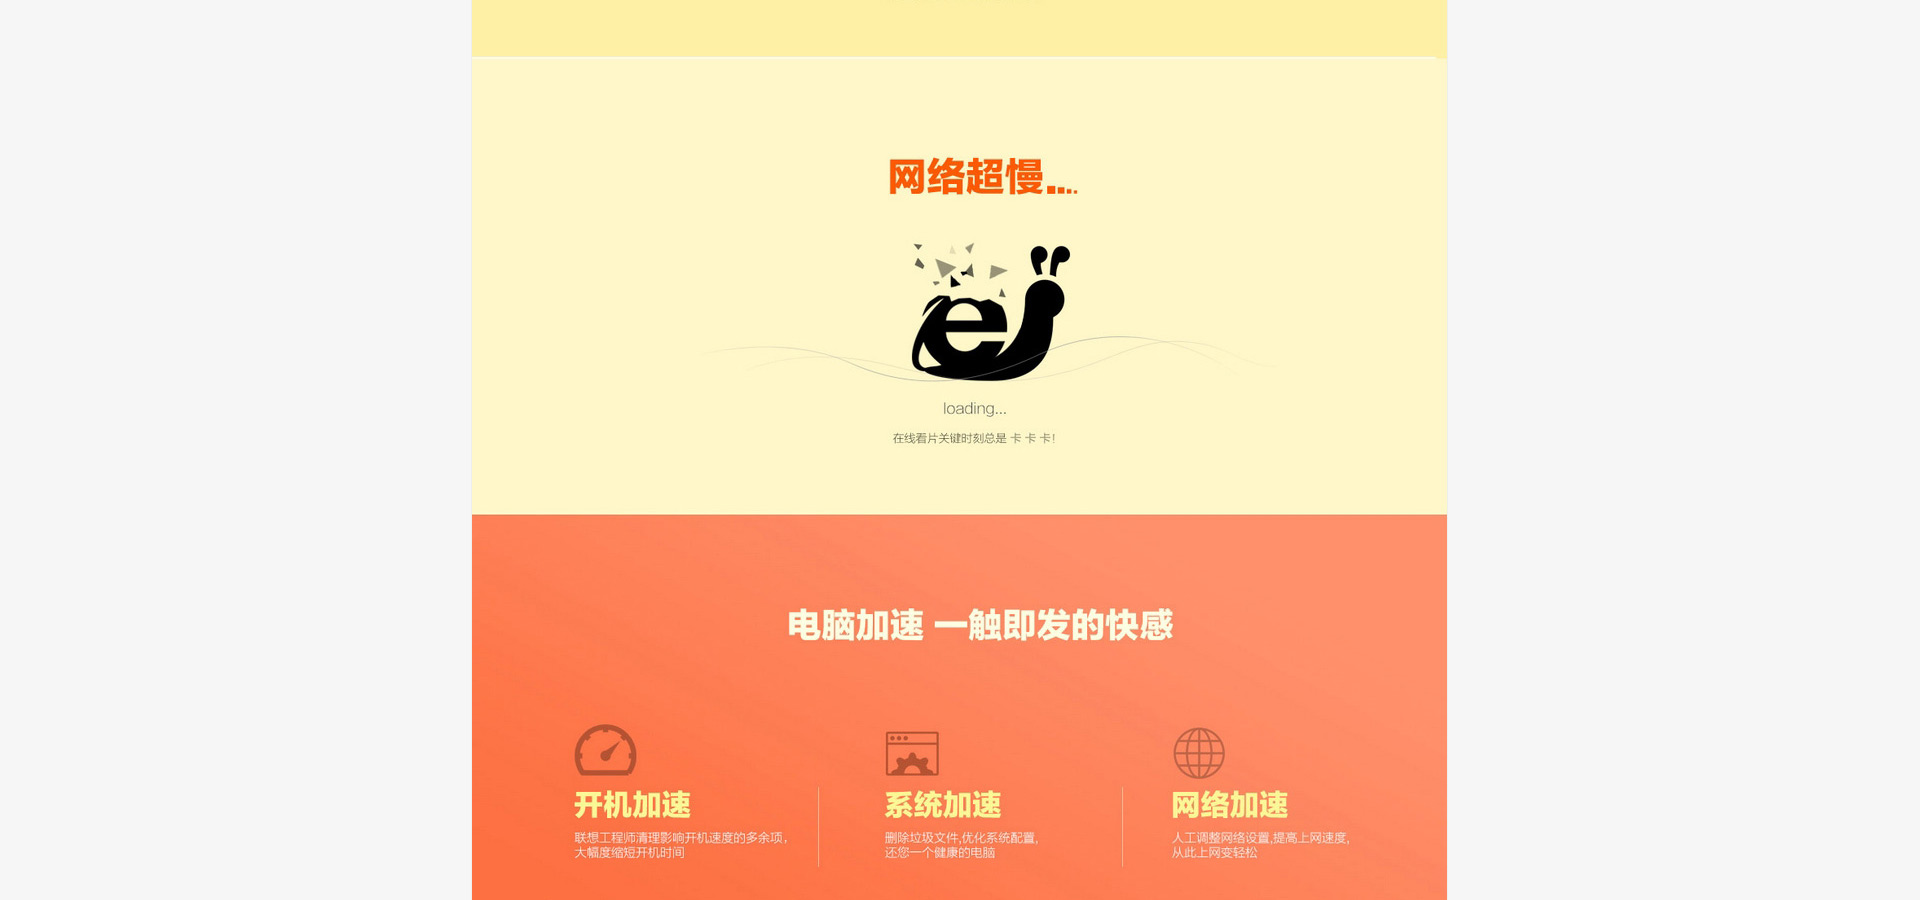 网络超慢....
loading...
在线看片关键时刻总是 卡 卡 卡!
电脑加速 一触即发的快感
开机加速
联想工程师清理影响开机速度的多余项,
大幅度缩短开机时间
系统加速
删除垃圾文件,优化系统配置,
还您一个健康的电脑
网络加速
人工调整网络设置,提高上网速度,
从此上网变轻松